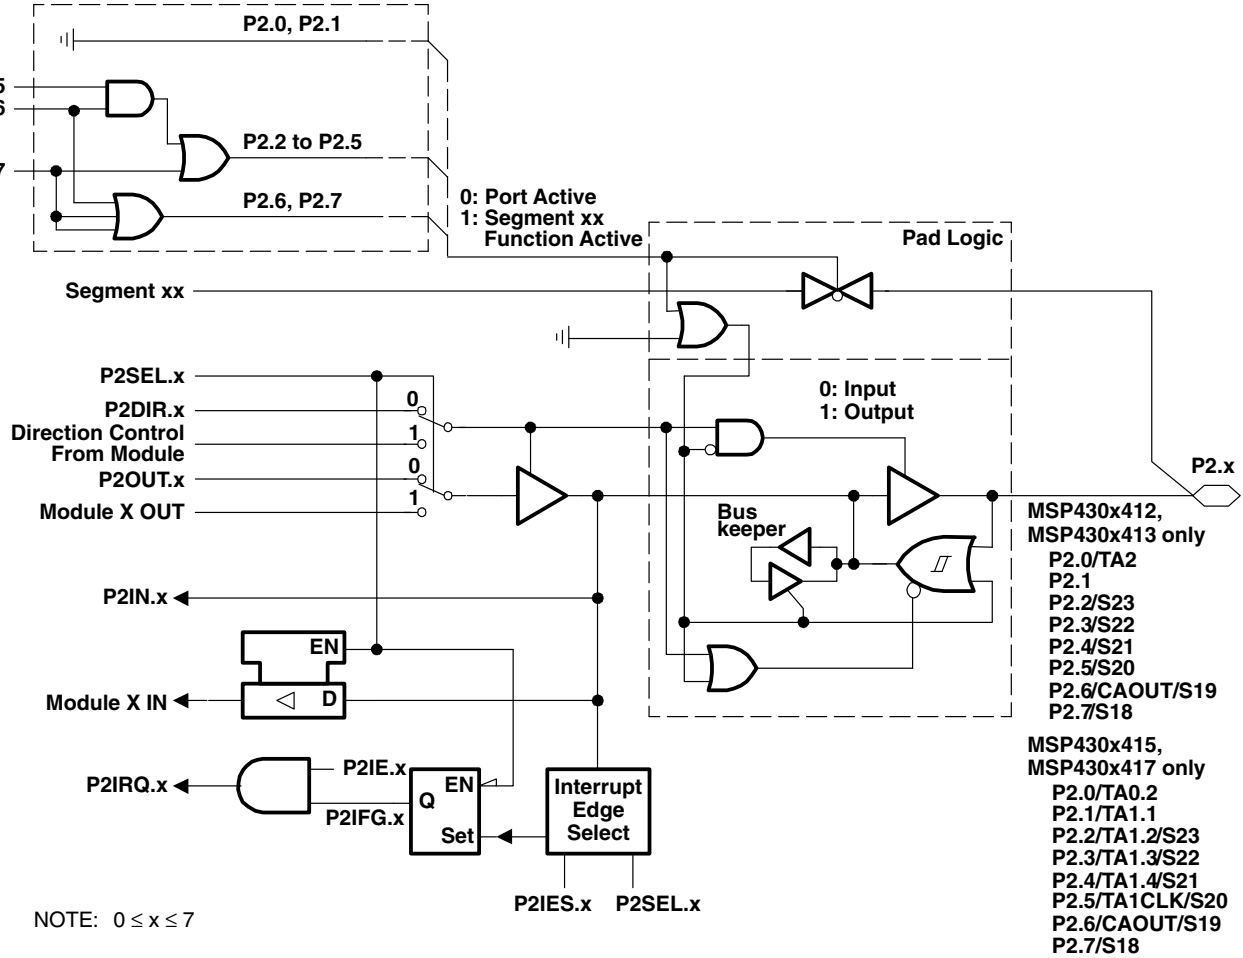 P2.0, P2.1
5
6
P2.2 to P2.5
7
P2.6, P2.7
0: Port Active
1: Segment xx
Function Active
Pad Logic
Segment xx
P2SEL.x
0: Input
1: Output
P2DIR.x
0
Direction Control
From Module
1
P2OUT.x
0
Module X OUT
1
P2.x
Bus
keeper
MSP430x412,
MSP430x413 only
P2.0/TA2
P2.1
P2.2/S23
P2.3/S22
P2.4/S21
P2.5/S20
P2.6/CAOUT/S19
P2.7/S18
P2IN.x
EN
Module X IN
D
MSP430x415,
MSP430x417 only
P2.0/TA0.2
P2.1/TA1.1
P2.2/TA1.2/S23
P2.3/TA1.3/S22
P2.4/TA1.4/S21
P2.5/TA1CLK/S20
P2.6/CAOUT/S19
P2.7/S18
P2IE.x
P2IRQ.x
P2IFG.x
EN
Q
Set
Interrupt
Edge
Select
P2IES.x
P2SEL.x
NOTE: 0 ≤ x ≤ 7